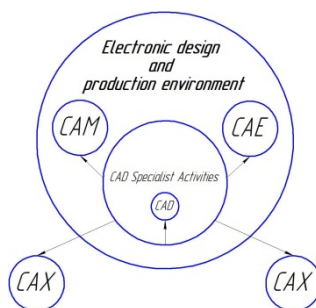 Electronic design
and
production environment
CAM
CAE
CAD Specialist Activities
CAD
CAX
CAX